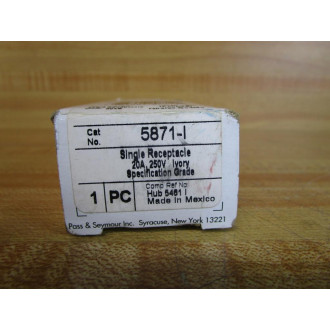 Cat No. 5871-I
Single Receptacle
20A, 250V Ivory
Specification Grade
1 PC
Comp Ref No.
Hub 5461 I
Made in Mexico
Pass & Seymour Inc. Syracuse, New York 13221